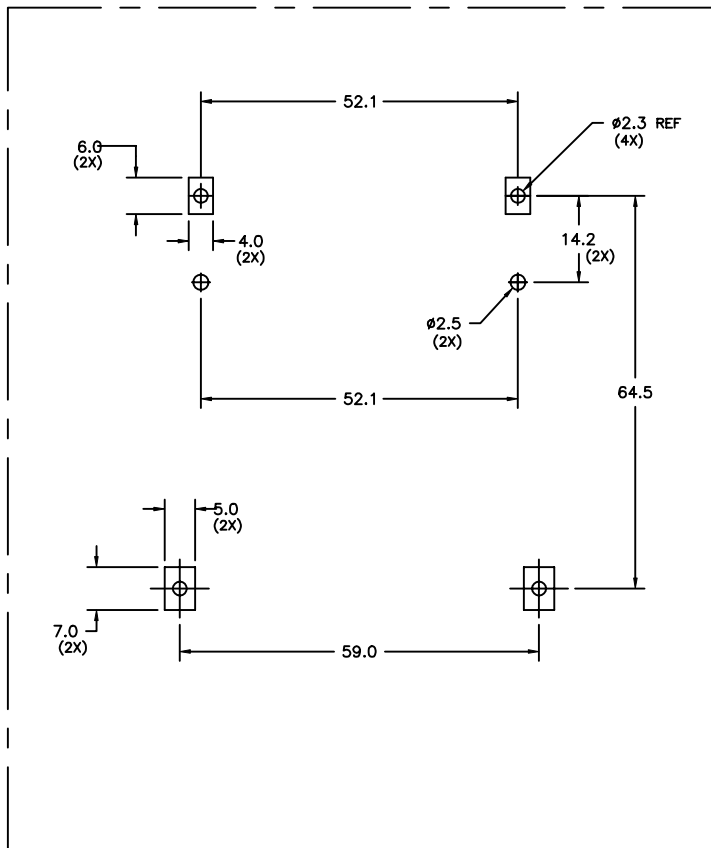 52.1
ø2.3 REF
(4X)
6.0
(2X)
4.0
(2X)
14.2
(2X)
ø2.5
(2X)
52.1
64.5
5.0
(2X)
7.0
(2X)
59.0